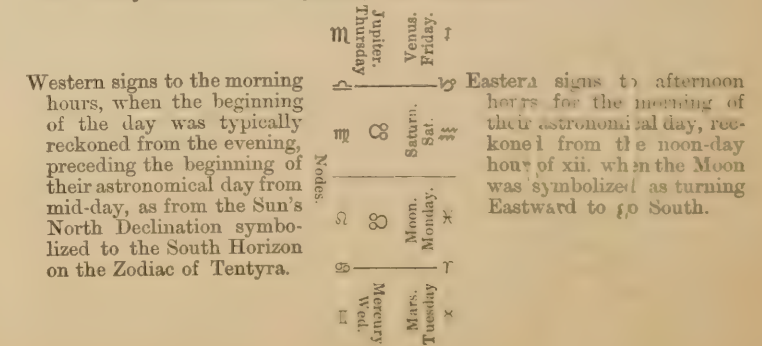 Western signs to the morning
hours, when the beginning
of the day was typically
reckoned from the evening,
preceding the beginning of
their astronomical day from
mid-day, as from the Sun's
North Declination symbo-
lized to the South Horizon
on the Zodiac of Tentyra.
♏ Jupiter. Thursday
Venus. Friday. ♐
♎ ♑
♍ 8
Saturn. Sat. ♒
Nodes.
♌ 8
Moon. Monday. ♓
♋ ♈
Mercury Wed.
Mars. Tuesday
Eastern signs to afternoon
for the morning of
their astronomical day, rec-
koned from the noon-day
hour of xii. when the Moon
was symbolized as turning
Eastward to go South.